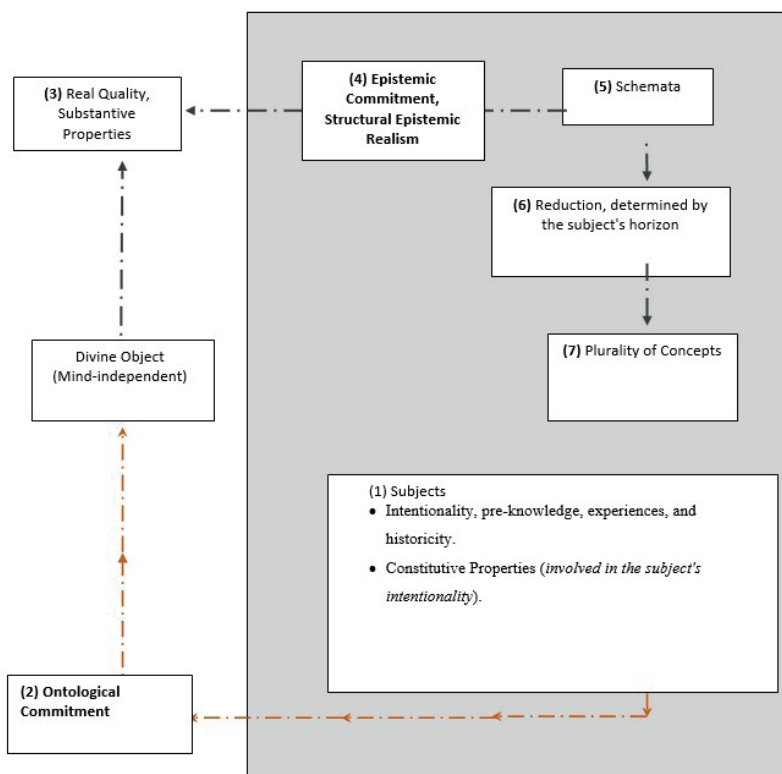 (3) Real Quality,
Substantive
Properties
(4) Epistemic
Commitment,
Structural Epistemic
Realism
(5) Schemata
(6) Reduction, determined by
the subject's horizon
Divine Object
(Mind-independent)
(7) Plurality of Concepts
(1) Subjects
• Intentionality, pre-knowledge, experiences, and
historicity.
• Constitutive Properties (involved in the subject's
intentionality).
(2) Ontological
Commitment